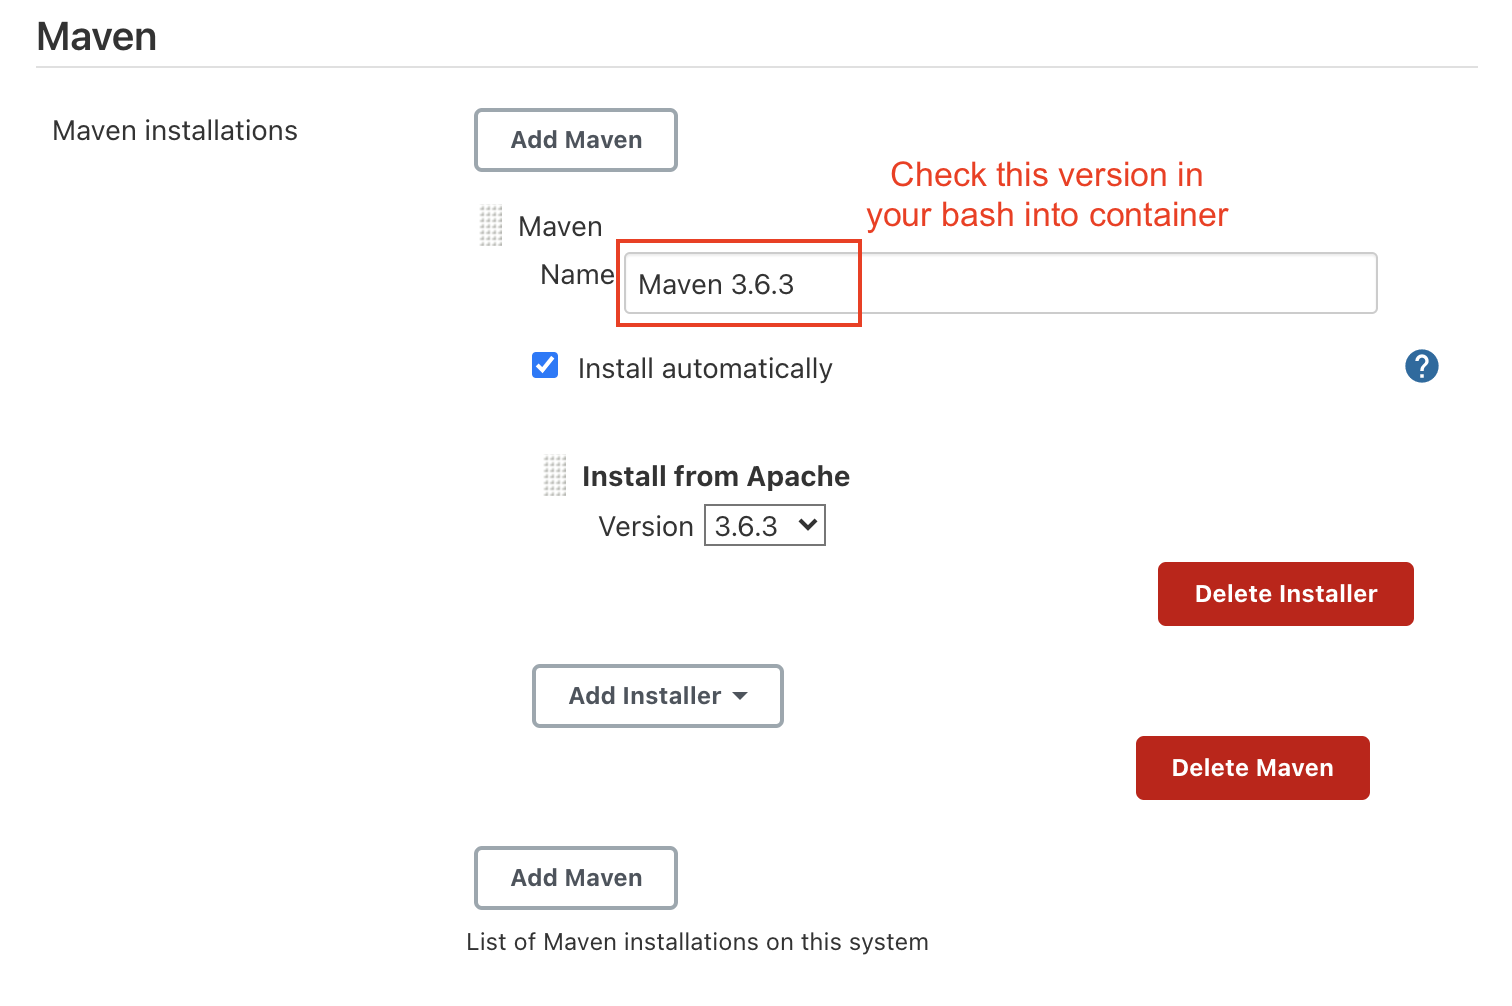 Maven
Maven installations
Add Maven
Check this version in
your bash into container
Maven
Name
Maven 3.6.3
Install automatically
?
Install from Apache
Version
3.6.3
Delete Installer
Add Installer
Delete Maven
Add Maven
List of Maven installations on this system